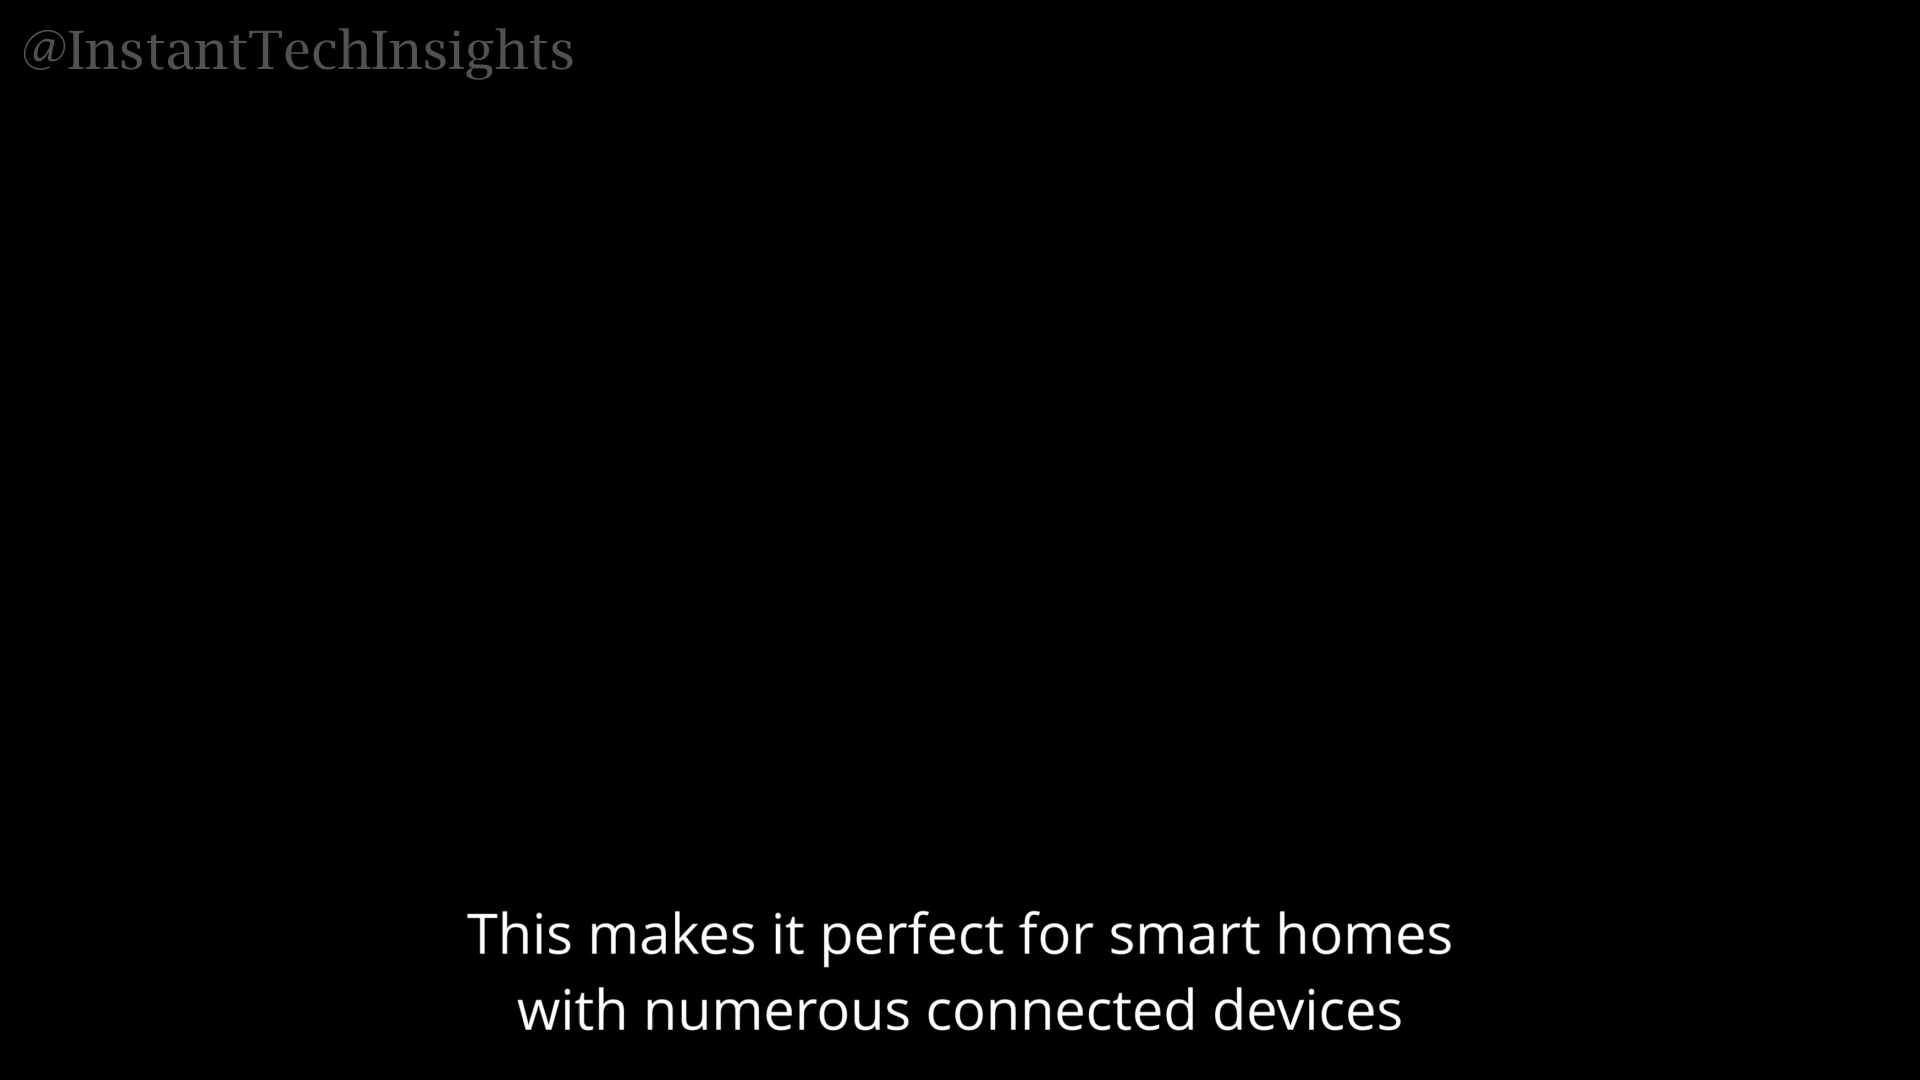 @InstantTechInsights
This makes it perfect for smart homes
with numerous connected devices